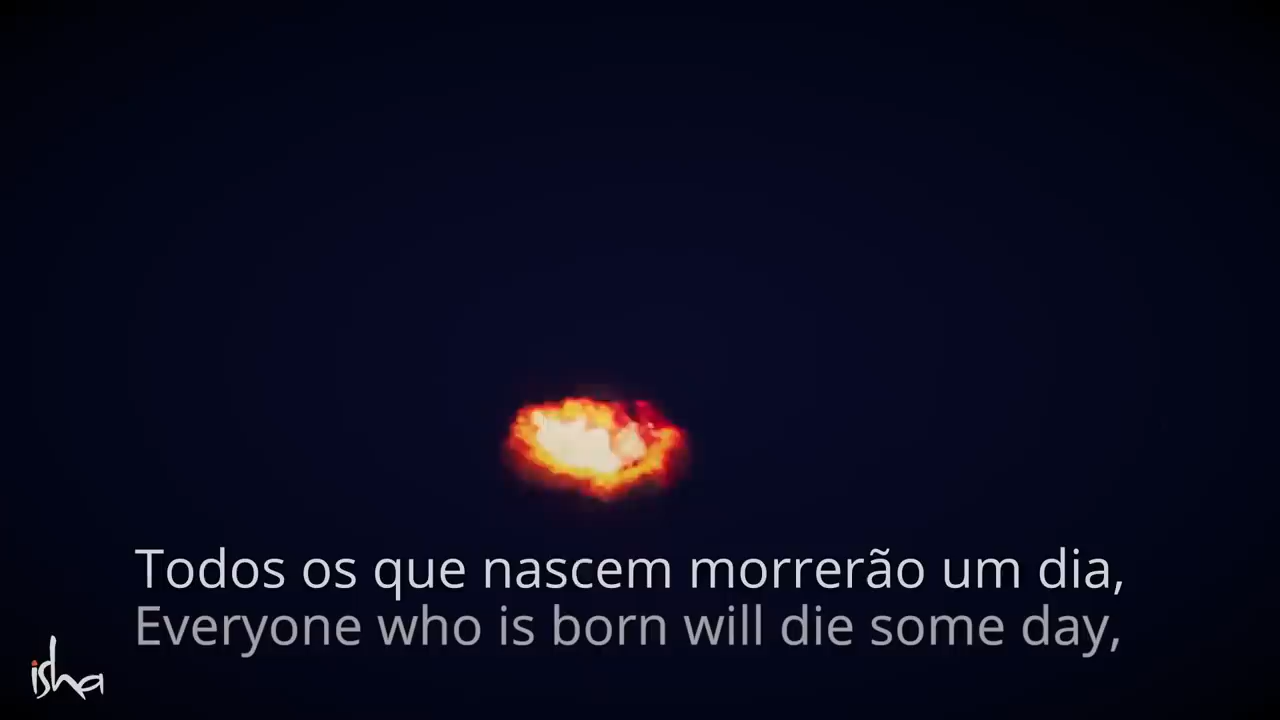 Todos os que nascem morrerão um dia,
Everyone who is born will die some day,
isha